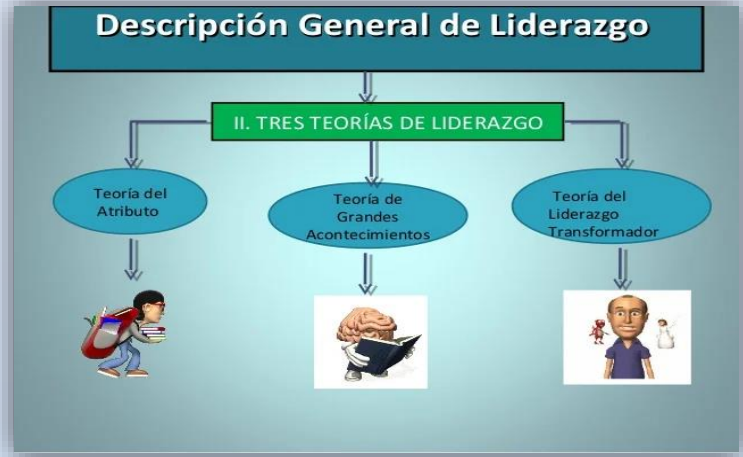 Descripción General de Liderazgo
II. TRES TEORÍAS DE LIDERAZGO
Teoría del
Atributo
Teoría de
Grandes
Acontecimientos
Teoría del
Liderazgo
Transformador